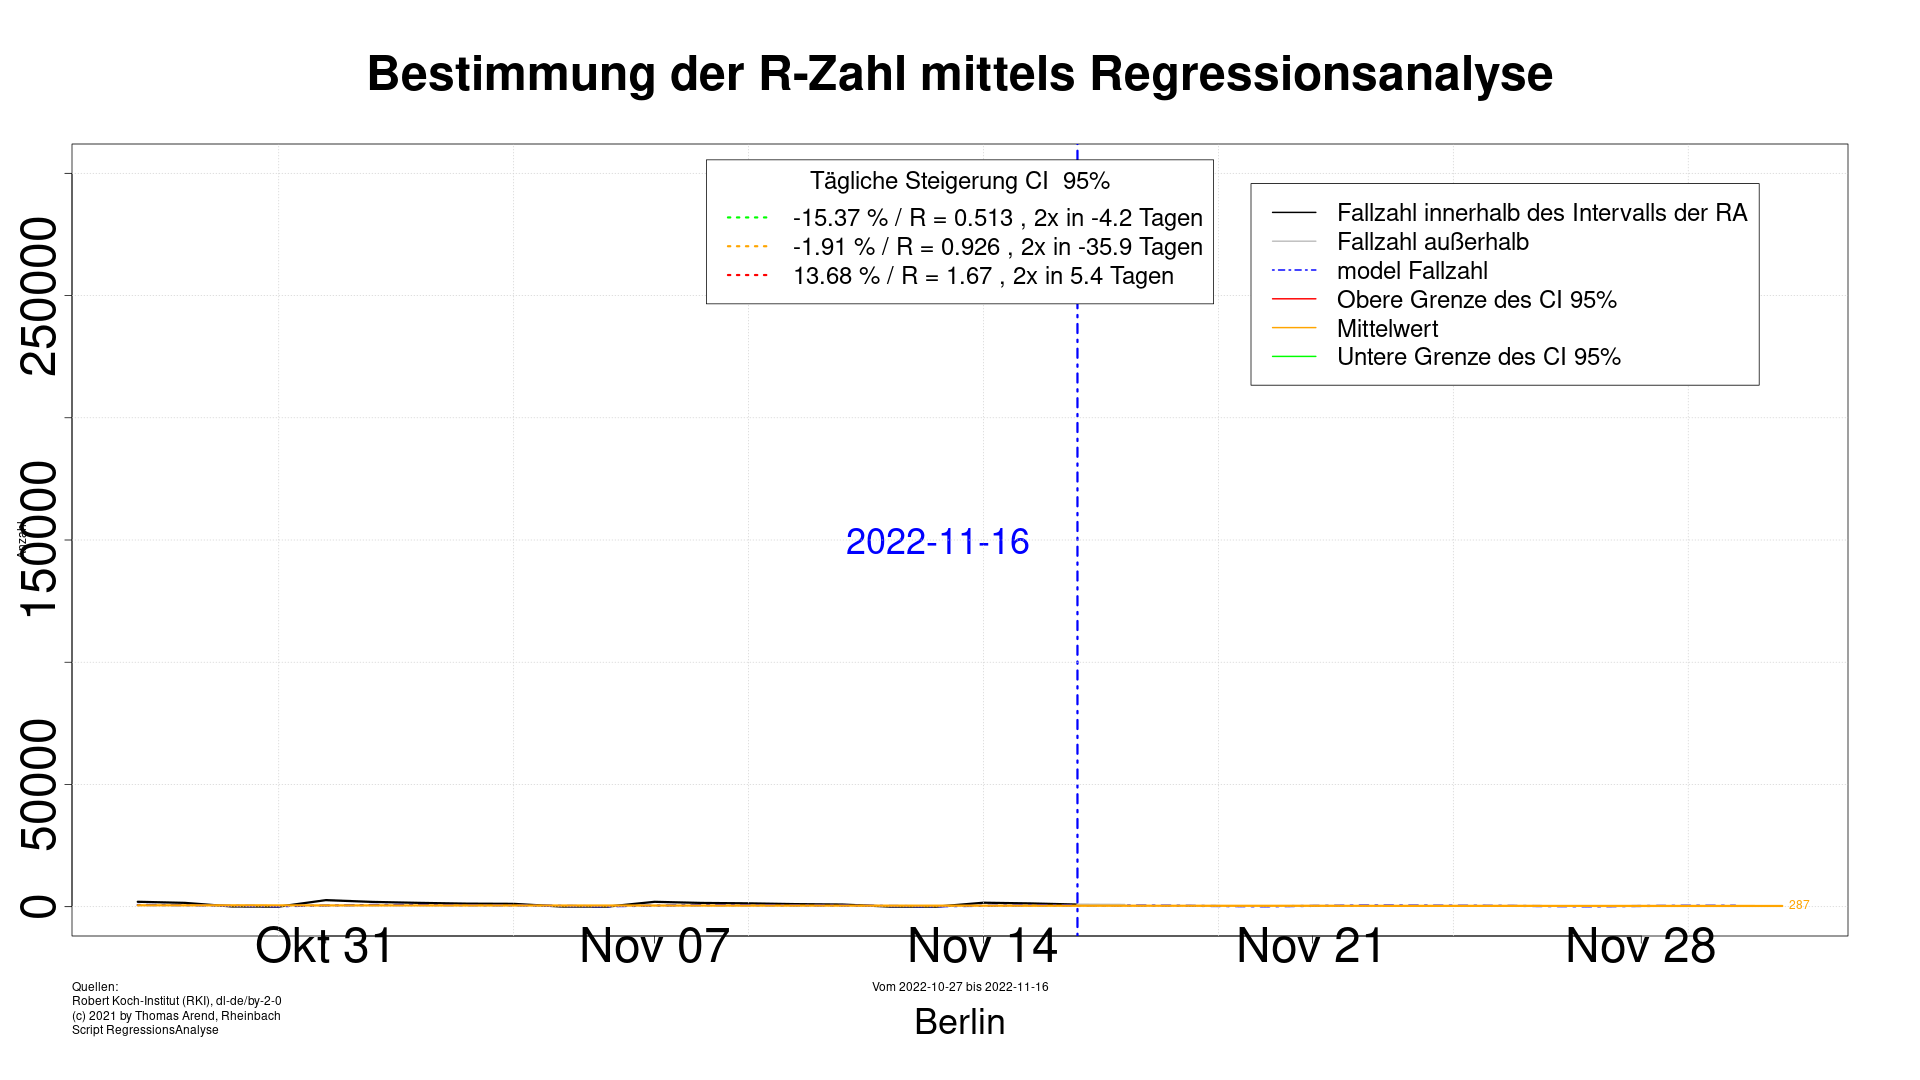 Bestimmung der R-Zahl mittels Regressionsanalyse
Tägliche Steigerung CI  95%
-15.37 % / R = 0.513 , 2x in -4.2 Tagen
-1.91 % / R = 0.926 , 2x in -35.9 Tagen
13.68 % / R = 1.67 , 2x in 5.4 Tagen
Fallzahl innerhalb des Intervalls der RA
Fallzahl außerhalb
model Fallzahl
Obere Grenze des CI 95%
Mittelwert
Untere Grenze des CI 95%
250000
150000
50000
0
Anzahl
2022-11-16
287
Okt 31
Nov 07
Nov 14
Nov 21
Nov 28
Quellen:
Robert Koch-Institut (RKI), dl-de/by-2-0
(c) 2021 by Thomas Arend, Rheinbach
Script RegressionsAnalyse
Vom 2022-10-27 bis 2022-11-16
Berlin